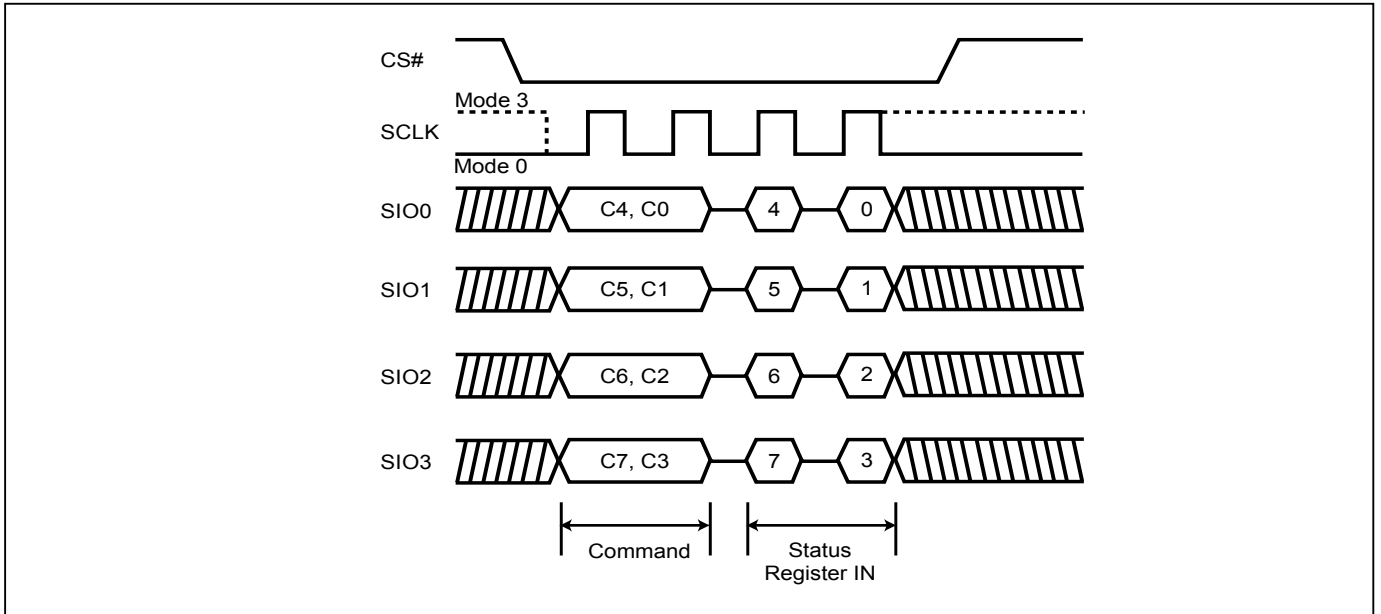 CS#
Mode 3
SCLK
Mode 0
SIO0
C4, C0
4
0
SIO1
C5, C1
5
1
SIO2
C6, C2
6
2
SIO3
C7, C3
7
3
Command
Status
Register IN